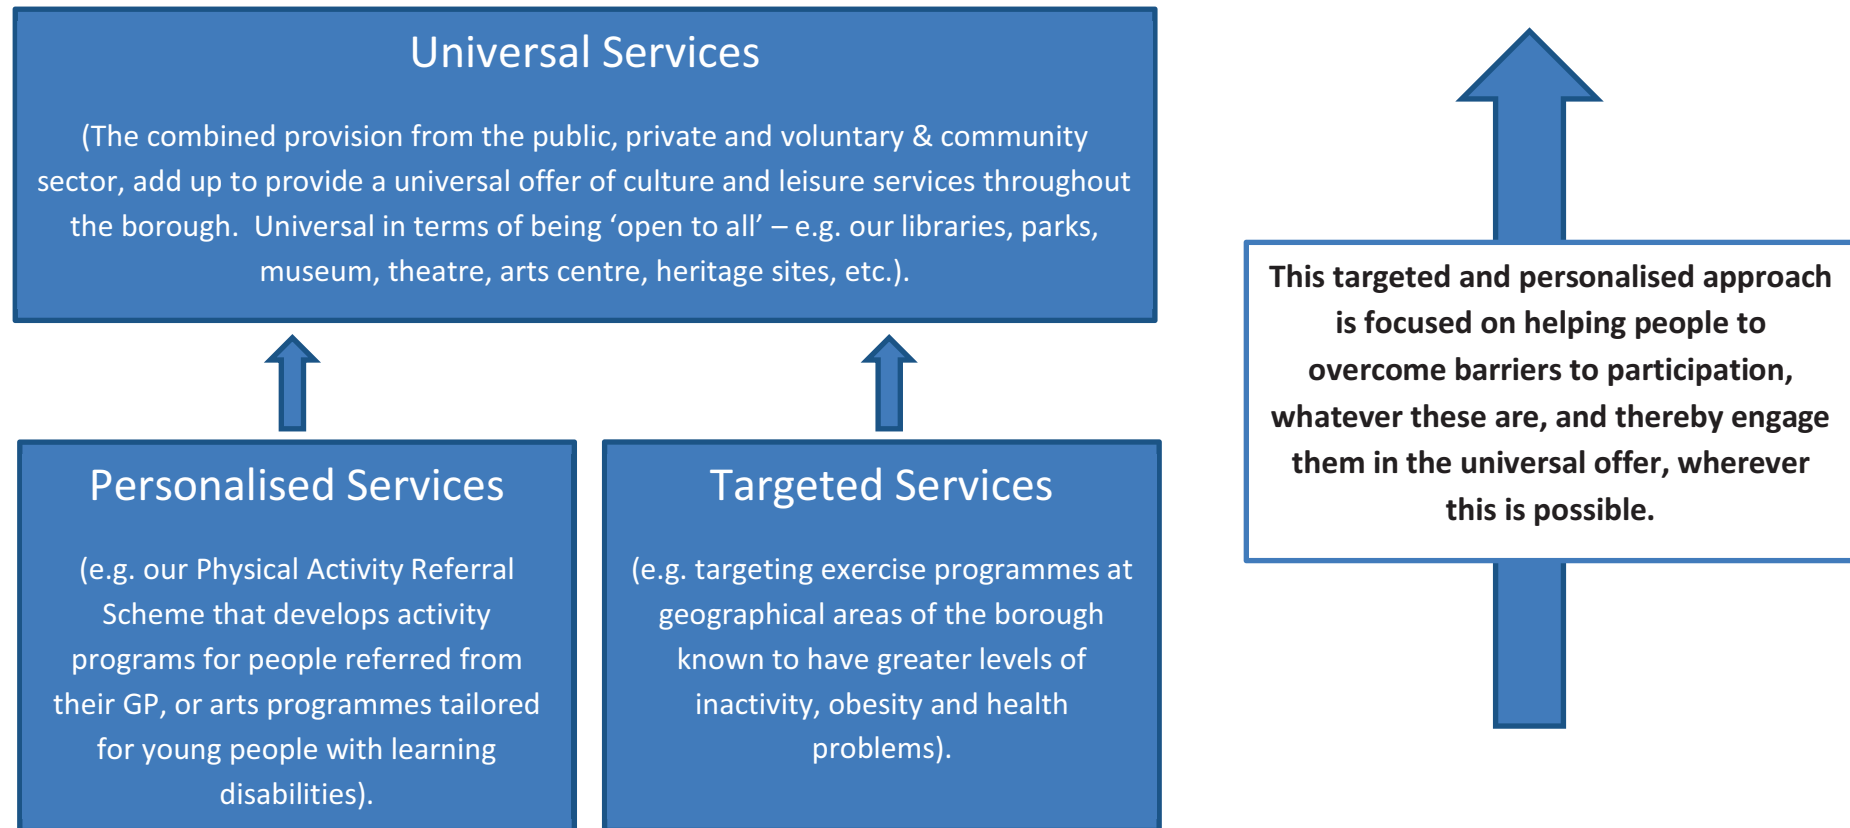 Universal Services
(The combined provision from the public, private and voluntary & community
sector, add up to provide a universal offer of culture and leisure services throughout
the borough.  Universal in terms of being ‘open to all’ – e.g. our libraries, parks,
museum, theatre, arts centre, heritage sites, etc.).
Personalised Services
(e.g. our Physical Activity Referral
Scheme that develops activity
programs for people referred from
their GP, or arts programmes tailored
for young people with learning
disabilities).
Targeted Services
(e.g. targeting exercise programmes at
geographical areas of the borough
known to have greater levels of
inactivity, obesity and health
problems).
This targeted and personalised approach
is focused on helping people to
overcome barriers to participation,
whatever these are, and thereby engage
them in the universal offer, wherever
this is possible.